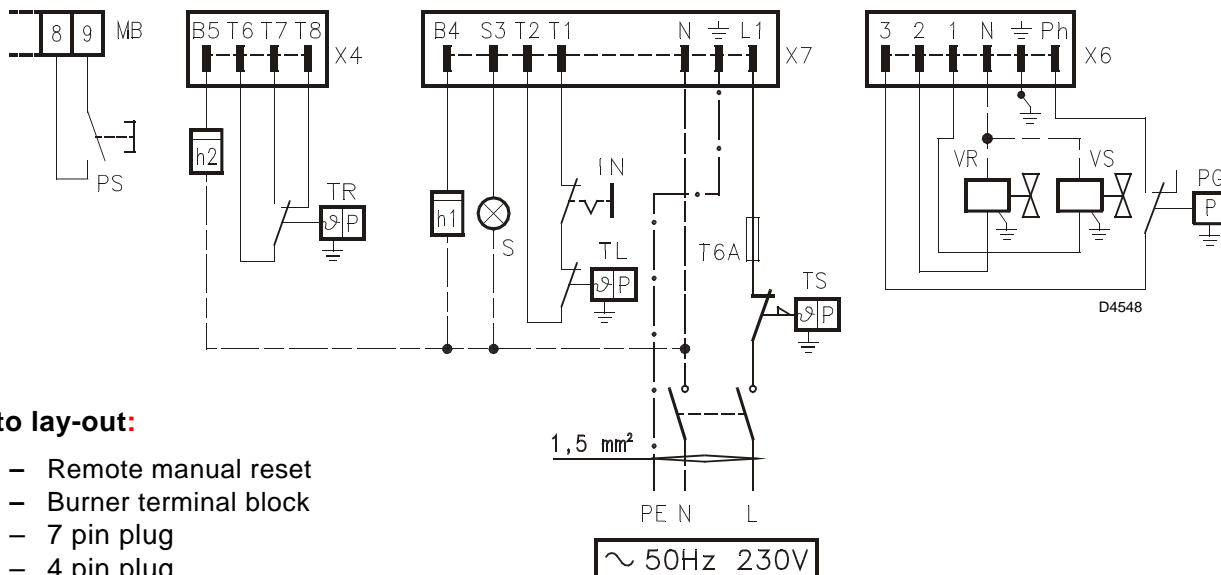 8 9 MB
B5 T6 T7 T8 X4
B4 S3 T2 T1 N L1 X7
3 2 1 N Ph X6
PS
h2
TR
ϑ P
h1
S
IN
TL
ϑ P
T6A
TS
ϑ P
VR VS
PG
P
D4548
1,5 mm²
PE N L
~ 50Hz 230V
to lay-out:
– Remote manual reset
– Burner terminal block
– 7 pin plug
– 4 pin plug